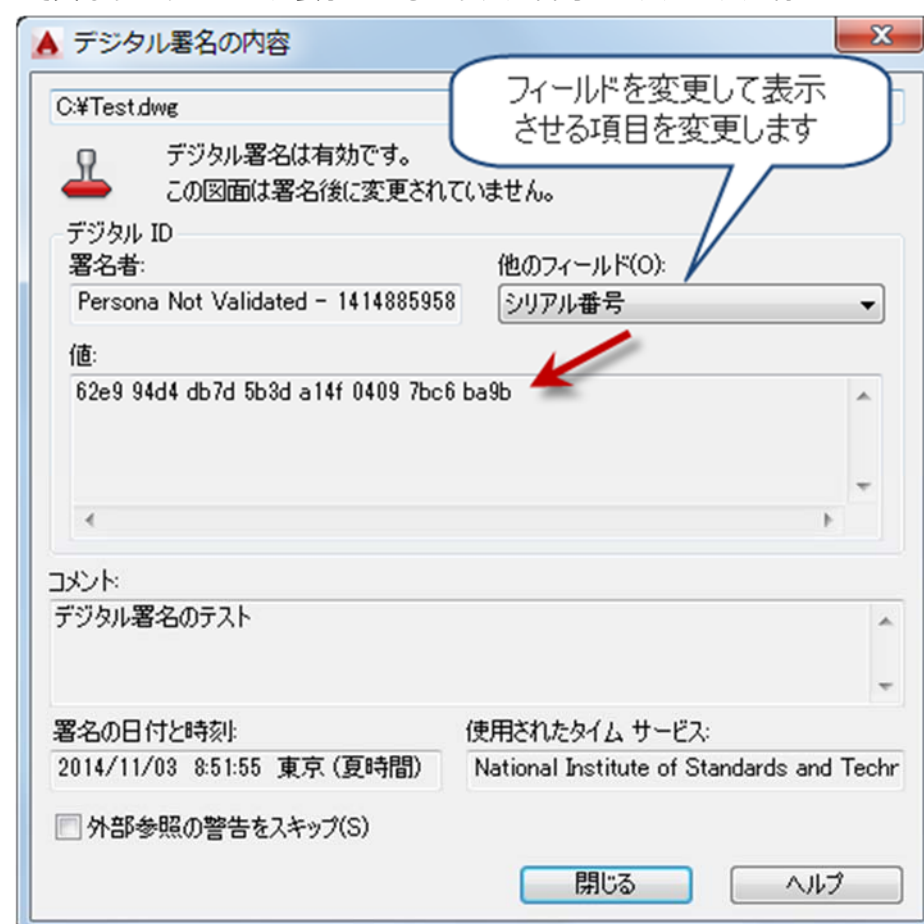 デジタル署名の内容
C:¥Test.dwg
フィールドを変更して表示
させる項目を変更します
デジタル署名は有効です。
この図面は署名後に変更されていません。
デジタル ID
署名者:
他のフィールド(O):
Persona Not Validated - 1414885958
シリアル番号
値:
62e9 94d4 db7d 5b3d a14f 0409 7bc6 ba9b
コメント:
デジタル署名のテスト
署名の日付と時刻:
使用されたタイム サービス:
2014/11/03 8:51:55 東京 (夏時間)
National Institute of Standards and Techr
外部参照の警告をスキップ(S)
閉じる
ヘルプ